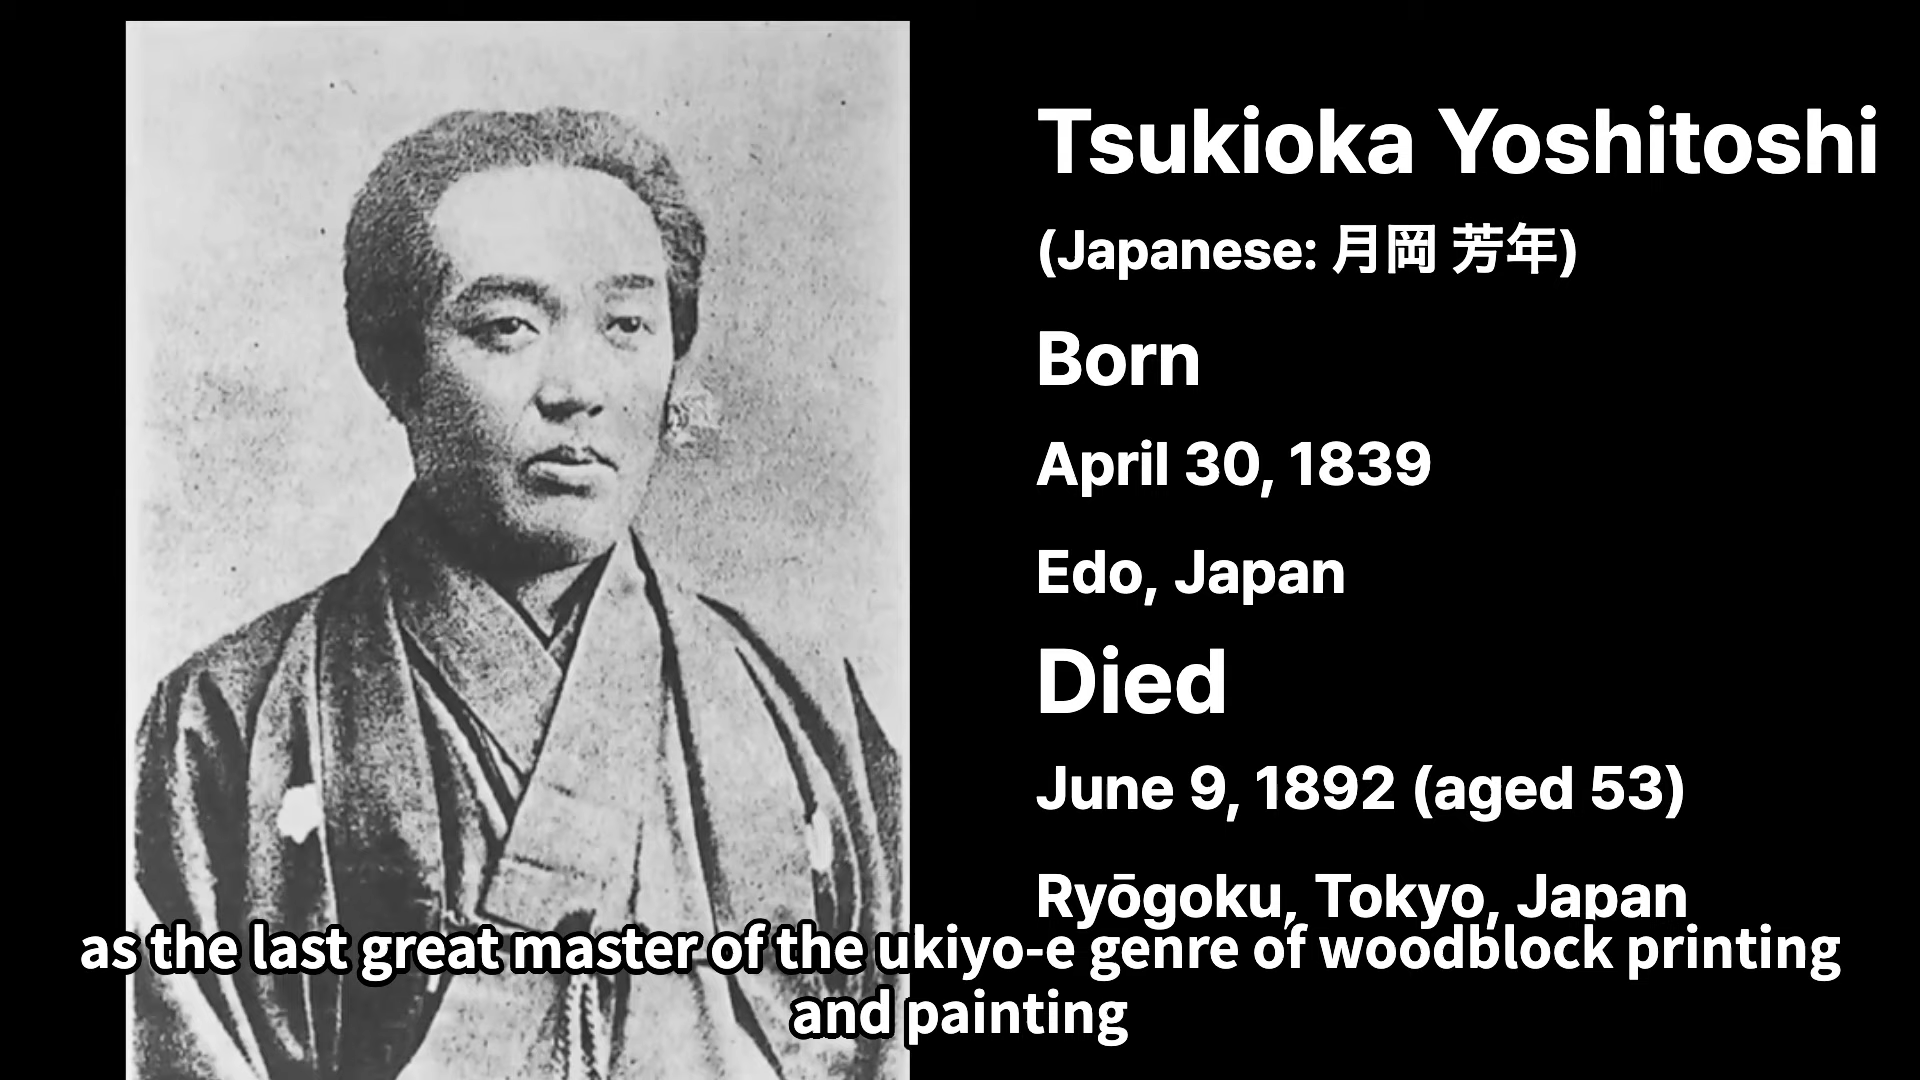 Tsukioka Yoshitoshi
(Japanese: 月岡 芳年)
Born
April 30, 1839
Edo, Japan
Died
June 9, 1892 (aged 53)
Ryōgoku, Tokyo, Japan
as the last great master of the ukiyo-e genre of woodblock printing
and painting